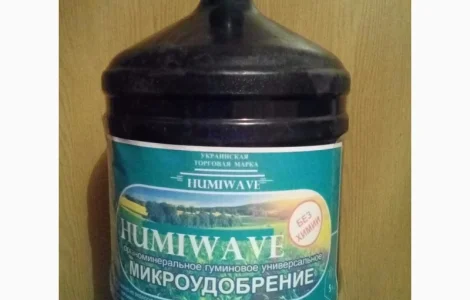 УКРАИНСКАЯ
ТОРГОВАЯ МАРКА
HUMIWAVE
БЕЗ
ХИМИИ
HUMIWAVE
гуминовое универсальное
МИКРОУДОБРЕНИЕ